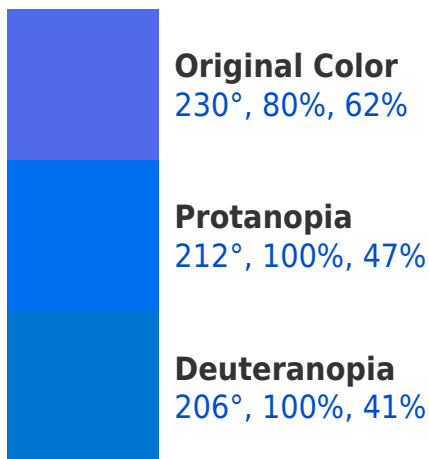 Original Color
230°, 80%, 62%
Protanopia
212°, 100%, 47%
Deuteranopia
206°, 100%, 41%